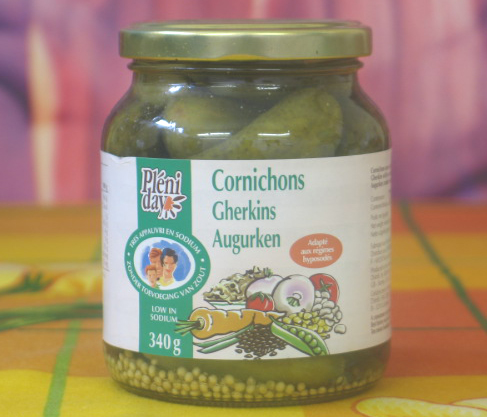 Pléni
day
Cornichons
Gherkins
Augurken
TRES APPAUVRI EN SODIUM
ZONDER TOEVOEGING VAN ZOUT
Adapté
aux régimes
hyposodés
LOW IN
SODIUM
340 g